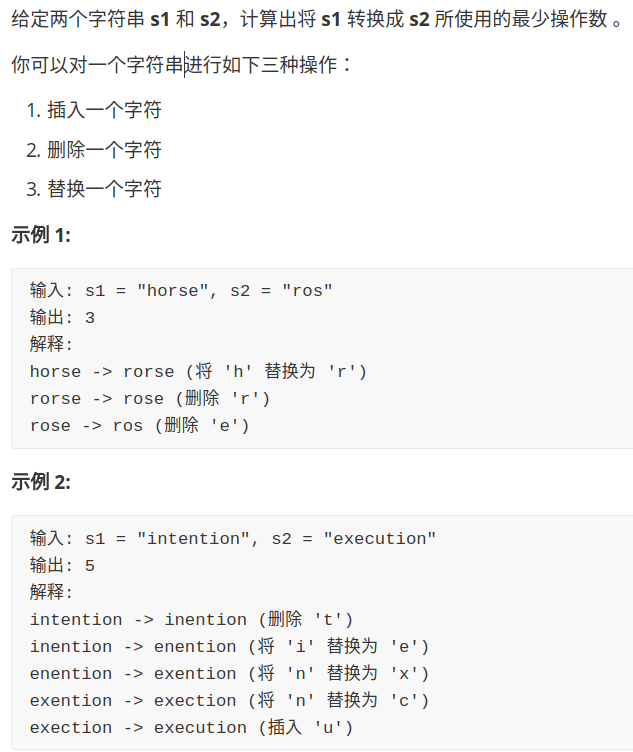 给定两个字符串 s1 和 s2，计算出将 s1 转换成 s2 所使用的最少操作数 。
你可以对一个字符串进行如下三种操作：
1. 插入一个字符
2. 删除一个字符
3. 替换一个字符
示例 1:
输入: s1 = "horse", s2 = "ros"
输出: 3
解释:
horse -> rorse (将 'h' 替换为 'r')
rorse -> rose (删除 'r')
rose -> ros (删除 'e')
示例 2:
输入: s1 = "intention", s2 = "execution"
输出: 5
解释:
intention -> inention (删除 't')
inention -> enention (将 'i' 替换为 'e')
enention -> exention (将 'n' 替换为 'x')
exention -> exection (将 'n' 替换为 'c')
exection -> execution (插入 'u')